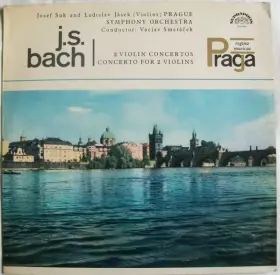 Josef Suk and Ladislav Jásek (Violins) PRAGUE
SYMPHONY ORCHESTRA
Conductor: Václav Smetáček
j.s.
bach
2 VIOLIN CONCERTOS
CONCERTO FOR 2 VIOLINS
Praga
SUPRAPHON